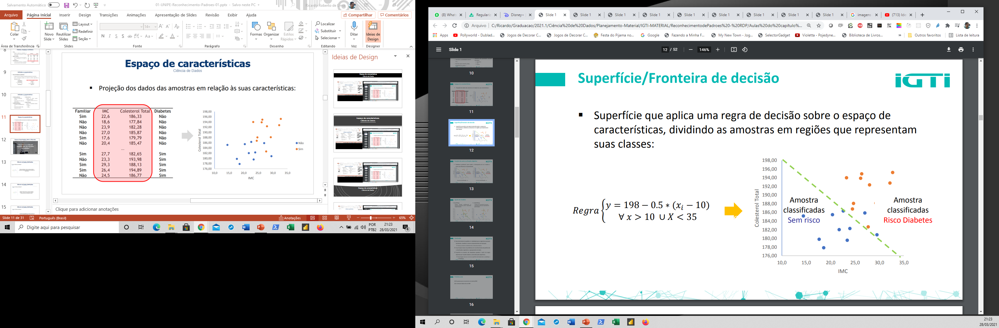 Salvamento Automático
01-UNIPE-Reconhecimento-Padroes-01.pptx - Salvo neste PC
Ricardo Roberto de Lima
Arquivo
Página Inicial
Inserir
Design
Transições
Animações
Apresentação de Slides
Revisão
Exibir
Ajuda
Compartilhar
Comentários
Colar
Novo Slide
Reutilizar Slides
Layout
Redefinir
Seção
14+
N I S S ab AV Aa A
Formas
Organizar
Estilos Rápidos
Localizar
Substituir
Selecionar
Ditar
Ideias de Design
Área de Transferência
Slides
Fonte
Parágrafo
Desenho
Editando
Voz
Designer
8
9
10
11
12
13
14
15
Espaço de características
Ciência de Dados
▪ Projeção dos dados das amostras em relação às suas características:
Familiar IMC Colesterol Total Diabetes
Sim 22,6 186,33 Não
Não 18,6 177,84 Não
Não 23,9 182,28 Não
Não 27,0 185,87 Não
Sim 17,6 179,79 Não
Não 20,4 185,47 Não
...
Sim 27,7 182,65 Sim
Não 23,3 193,98 Sim
Sim 29,3 188,13 Sim
Sim 26,4 194,89 Sim
Não 24,5 186,77 Sim
198,00
196,00
194,00
192,00
190,00
188,00
186,00
184,00
182,00
180,00
178,00
176,00
Colesterol Total
10,0 15,0 20,0 25,0 30,0 35,0
IMC
Não
Sim
Ideias de Design
Espaço de características
Ciência de Dados
Espaço de características
Ciência de Dados
Espaço de características
Ciência de Dados
Clique para adicionar anotações
Slide 11 de 31
Português (Brasil)
Anotações
65%
Digite aqui para pesquisar
POR
PTB2
21:23
28/03/2021
4
(8) Whats
Regulariz
Disney+
Slide 1
Slide 1
Slide 1
Slide 1
Slide 1
Slide 1
Slide 1
Slide 1
Slide 1
imagens
(713) Ide
Arquivo | C:/Ricardo/Graduacao/2021.1/Ciência%20de%20Dados/Planejamento-Material/IGTI-MATERIAL/ReconhecimentodePadroes%20-%20RDP/Aulas%20do%20capítulo%...
Apps
Pollyworld - Dublad...
Jogos de Decorar C...
Jogos de Decorar C...
Festa do Pijama no...
Google
Fazendo a Minha F...
My New Town - Jog...
SelectorGadget
Violetta - Pojedyne...
Biblioteca de Livros...
»
Outros favoritos
Lista de leitura
Slide 1
12 / 52
146%
10
11
12
13
14
15
16
Superfície/Fronteira de decisão
iGTi
▪ Superfície que aplica uma regra de decisão sobre o espaço de
características, dividindo as amostras em regiões que representam
suas classes:
Regra { y = 198 − 0.5 ∗ (xᵢ − 10)
∀ x > 10 ∪ X < 35
198,00
196,00
194,00
192,00
190,00
188,00
186,00
184,00
182,00
180,00
178,00
176,00
Colesterol Total
Amostra
classificadas
Sem risco
Amostra
classificadas
Risco Diabetes
10,0 15,0 20,0 25,0 30,0 35,0
IMC
21:23
28/03/2021